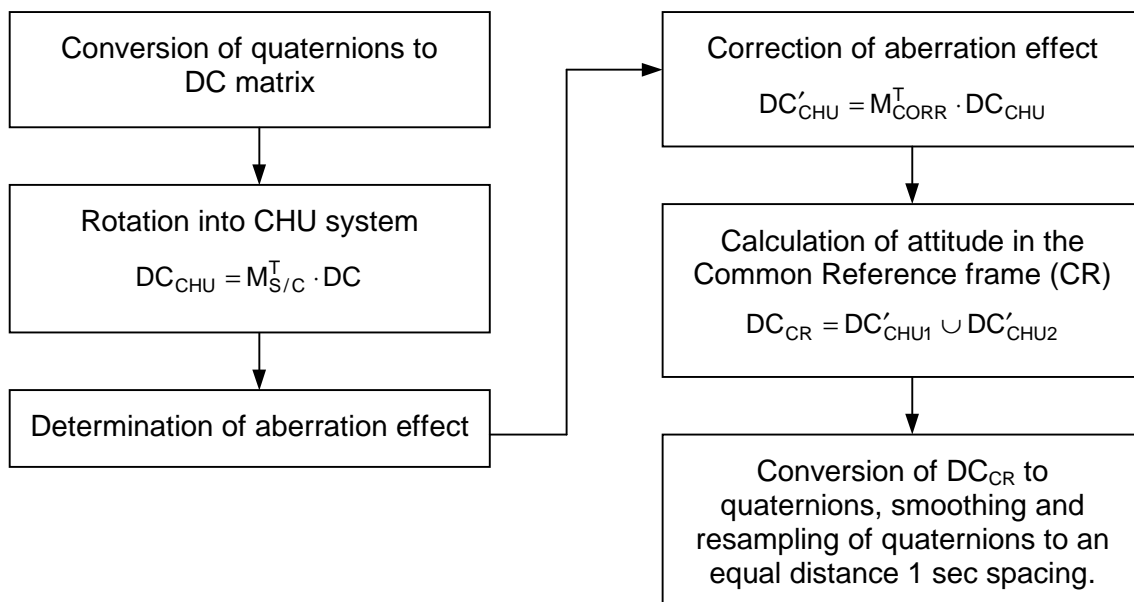 Conversion of quaternions to
DC matrix
Rotation into CHU system
DC_CHU = M^T_S/C · DC
Determination of aberration effect
Correction of aberration effect
DC′_CHU = M^T_CORR · DC_CHU
Calculation of attitude in the
Common Reference frame (CR)
DC_CR = DC′_CHU1 ∪ DC′_CHU2
Conversion of DC_CR to
quaternions, smoothing and
resampling of quaternions to an
equal distance 1 sec spacing.